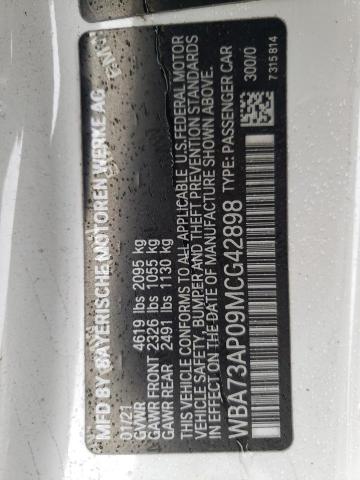 MFD BY BAYERISCHE MOTOREN WERKE AG
01/21
GVWR 4619 lbs 2095 kg
GAWR FRONT 2326 lbs 1055 kg
GAWR REAR 2491 lbs 1130 kg
THIS VEHICLE CONFORMS TO ALL APPLICABLE U.S.FEDERAL MOTOR
VEHICLE SAFETY, BUMPER AND THEFT PREVENTION STANDARDS
IN EFFECT ON THE DATE OF MANUFACTURE SHOWN ABOVE.
WBA73AP09MCG42898 TYPE: PASSENGER CAR
300/0
7315814